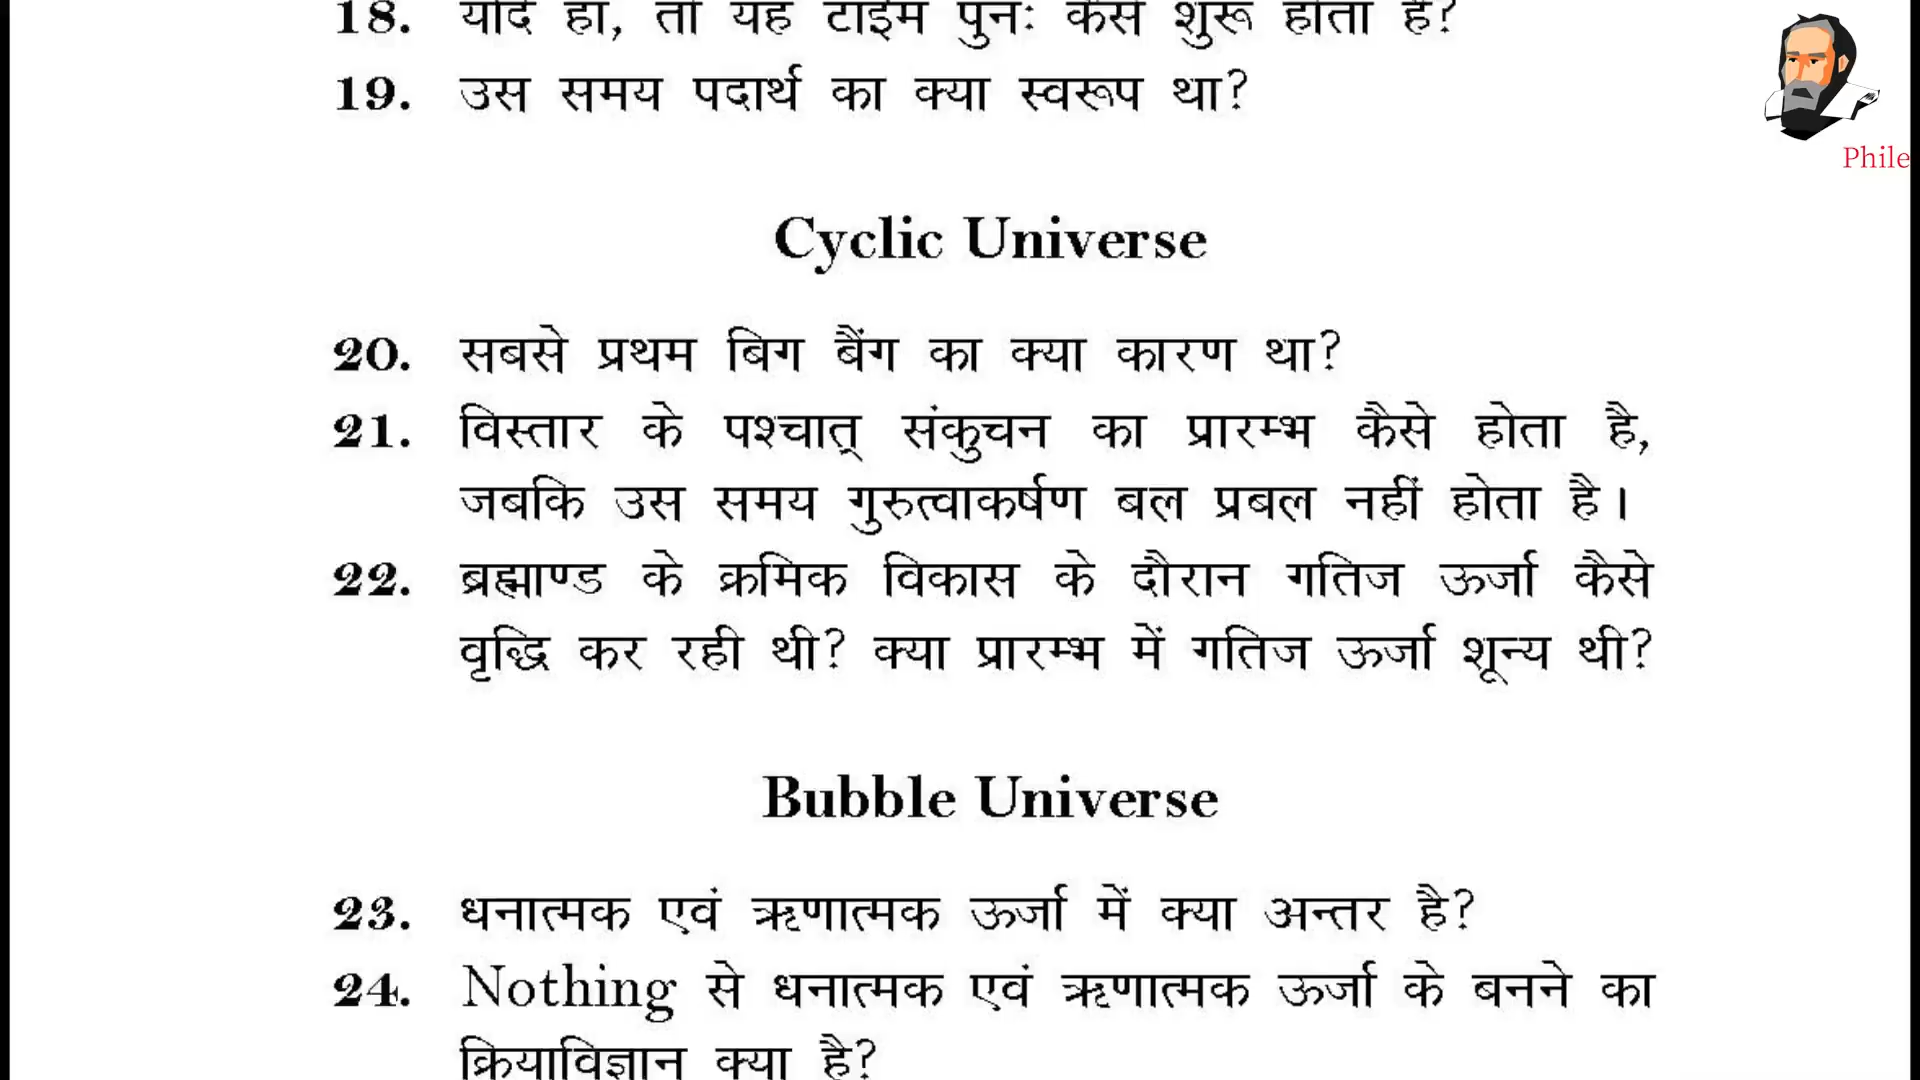 18. यदि हाँ, तो यह टाईम पुनः कैसे शुरू होता है?
19. उस समय पदार्थ का क्या स्वरूप था?
Phile
Cyclic Universe
20. सबसे प्रथम बिग बैंग का क्या कारण था?
21. विस्तार के पश्चात् संकुचन का प्रारम्भ कैसे होता है,
जबकि उस समय गुरुत्वाकर्षण बल प्रबल नहीं होता है।
22. ब्रह्माण्ड के क्रमिक विकास के दौरान गतिज ऊर्जा कैसे
वृद्धि कर रही थी? क्या प्रारम्भ में गतिज ऊर्जा शून्य थी?
Bubble Universe
23. धनात्मक एवं ऋणात्मक ऊर्जा में क्या अन्तर है?
24. Nothing से धनात्मक एवं ऋणात्मक ऊर्जा के बनने का
क्रियाविज्ञान क्या है?